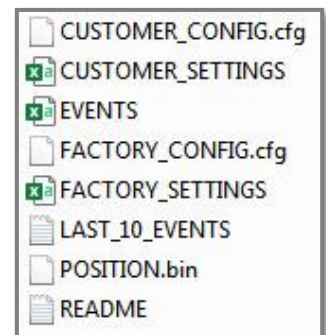 CUSTOMER_CONFIG.cfg
CUSTOMER_SETTINGS
EVENTS
FACTORY_CONFIG.cfg
FACTORY_SETTINGS
LAST_10_EVENTS
POSITION.bin
README